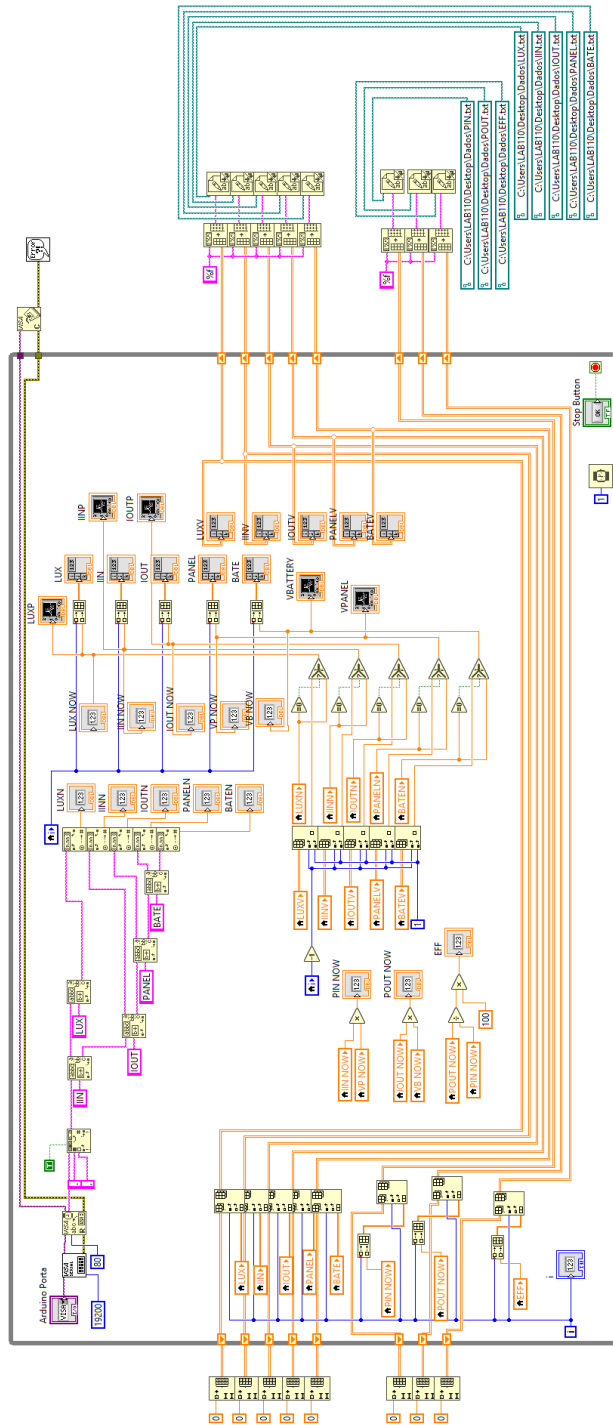 Arduino Porta
VISA
19200
80
T
IIN
LUX
IOUT
PANEL
BATE
i
LUXN
IINN
IOUTN
PANELN
BATEN
LUX NOW
IIN NOW
IOUT NOW
VP NOW
VB NOW
LUXP
LUX
IIN
IOUT
PANEL
BATE
IINP
IOUTP
VBATTERY
VPANEL
LUXV
IINV
IOUTV
PANELV
BATEV
%f
%f
0
0
0
0
0
0
0
0
LUX
IIN
IOUT
PANEL
BATE
PIN NOW
POUT NOW
EFF
i
i
IIN NOW
VP NOW
PIN NOW
IOUT NOW
VB NOW
POUT NOW
POUT NOW
PIN NOW
100
EFF
i
-1
LUXV
IINV
IOUTV
PANELV
BATEV
1
LUXN
IINN
IOUTN
PANELN
BATEN
1
Stop Button
OK
TF
C:\Users\LAB110\Desktop\Dados\PIN.txt
C:\Users\LAB110\Desktop\Dados\POUT.txt
C:\Users\LAB110\Desktop\Dados\EFF.txt
C:\Users\LAB110\Desktop\Dados\LUX.txt
C:\Users\LAB110\Desktop\Dados\IIN.txt
C:\Users\LAB110\Desktop\Dados\IOUT.txt
C:\Users\LAB110\Desktop\Dados\PANEL.txt
C:\Users\LAB110\Desktop\Dados\BATE.txt